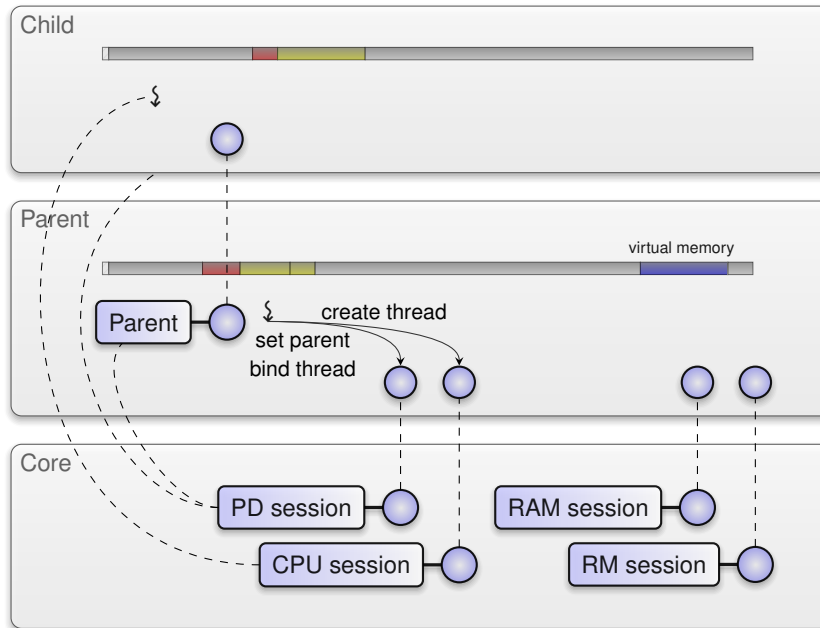 Child
Parent
virtual memory
Parent
create thread
set parent
bind thread
Core
PD session
RAM session
CPU session
RM session